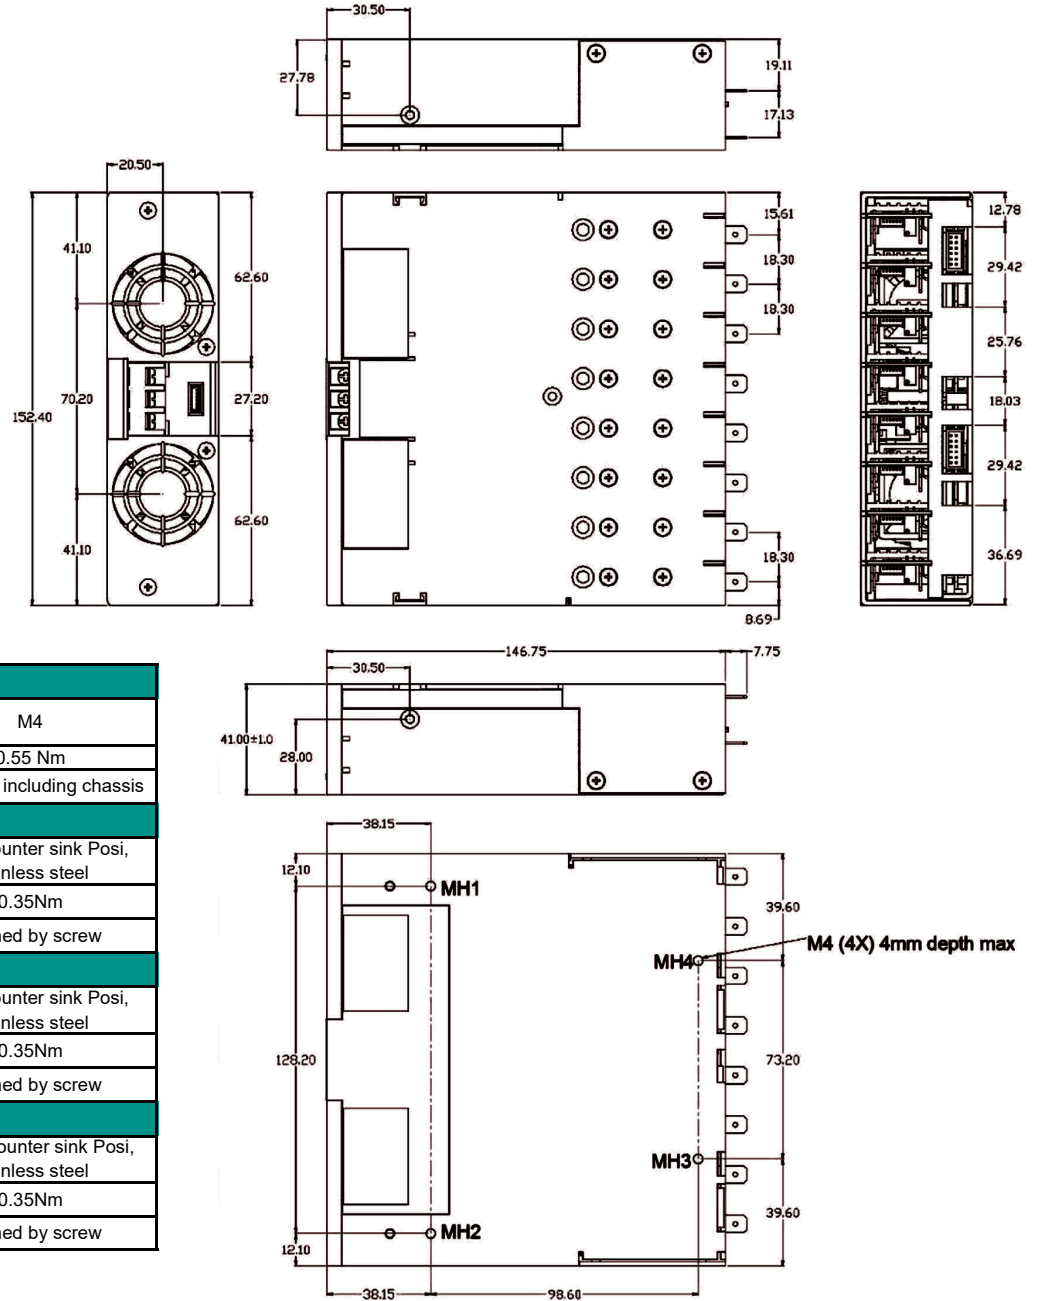 30.50
27.78
19.11
17.13
20.50
41.10
62.60
70.20
27.20
152.40
62.60
41.10
15.61
18.30
18.30
18.30
8.69
12.78
29.42
25.76
18.03
29.42
36.69
146.75
7.75
30.50
41.00±1.0
28.00
M4
0.55 Nm
including chassis
ounter sink Posi,
nless steel
0.35Nm
ned by screw
ounter sink Posi,
nless steel
0.35Nm
ned by screw
ounter sink Posi,
nless steel
0.35Nm
ned by screw
38.15
12.10
MH1
39.60
M4 (4X) 4mm depth max
MH4
128.20
73.20
MH3
39.60
MH2
12.10
38.15
98.60